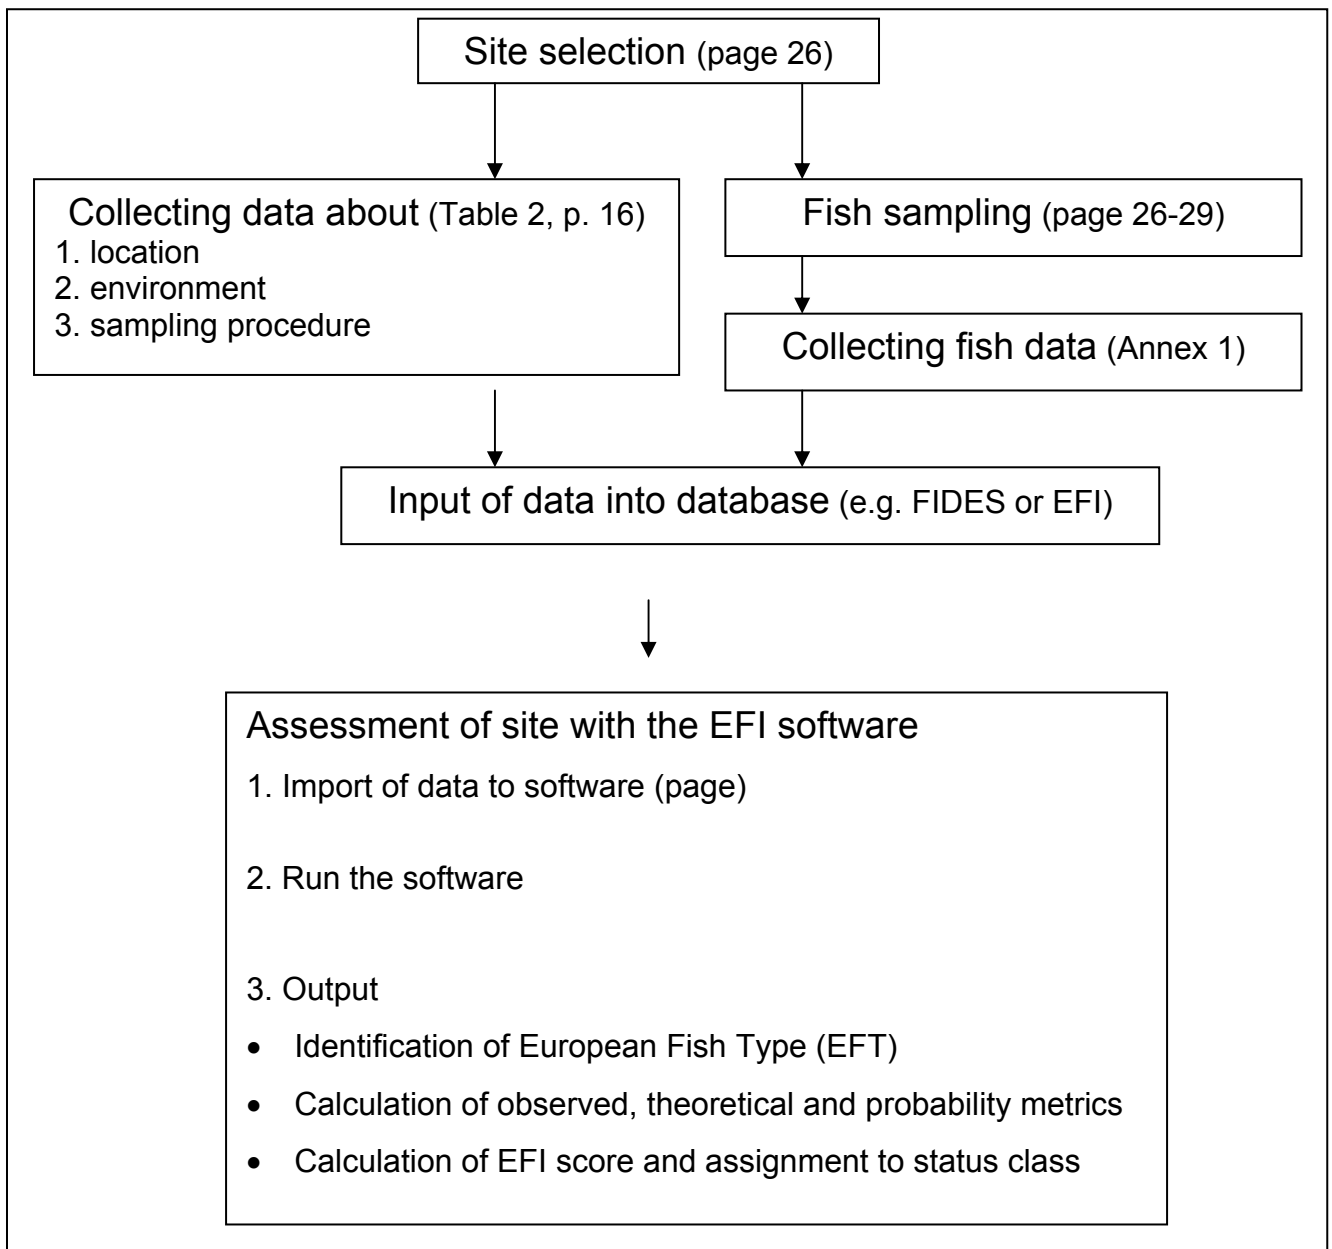 Site selection (page 26)
Collecting data about (Table 2, p. 16)
1. location
2. environment
3. sampling procedure
Fish sampling (page 26-29)
Collecting fish data (Annex 1)
Input of data into database (e.g. FIDES or EFI)
Assessment of site with the EFI software
1. Import of data to software (page)
2. Run the software
3. Output
• Identification of European Fish Type (EFT)
• Calculation of observed, theoretical and probability metrics
• Calculation of EFI score and assignment to status class